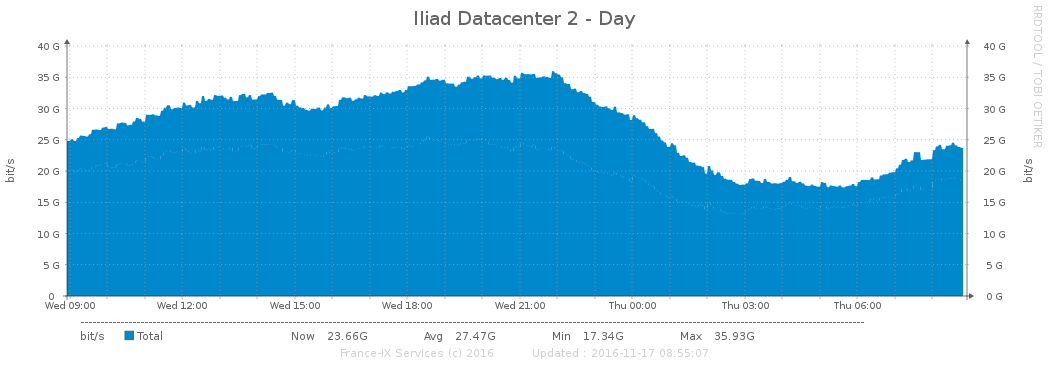 Iliad Datacenter 2 - Day
RRDTOOL / TOBI OETIKER
bit/s
bit/s
40 G 40 G
35 G 35 G
30 G 30 G
25 G 25 G
20 G 20 G
15 G 15 G
10 G 10 G
5 G 5 G
0 0 G
Wed 09:00 Wed 12:00 Wed 15:00 Wed 18:00 Wed 21:00 Thu 00:00 Thu 03:00 Thu 06:00
bit/s Total Now 23.66G Avg 27.47G Min 17.34G Max 35.93G
France-IX Services (c) 2016 Updated : 2016-11-17 08:55:07